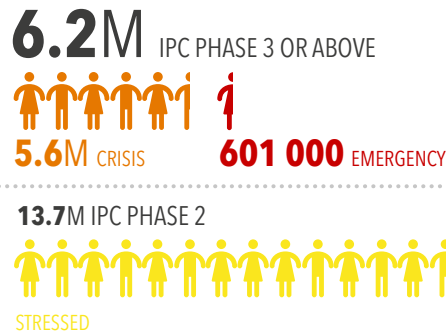 6.2M IPC PHASE 3 OR ABOVE
5.6M CRISIS 601 000 EMERGENCY
13.7M IPC PHASE 2
STRESSED